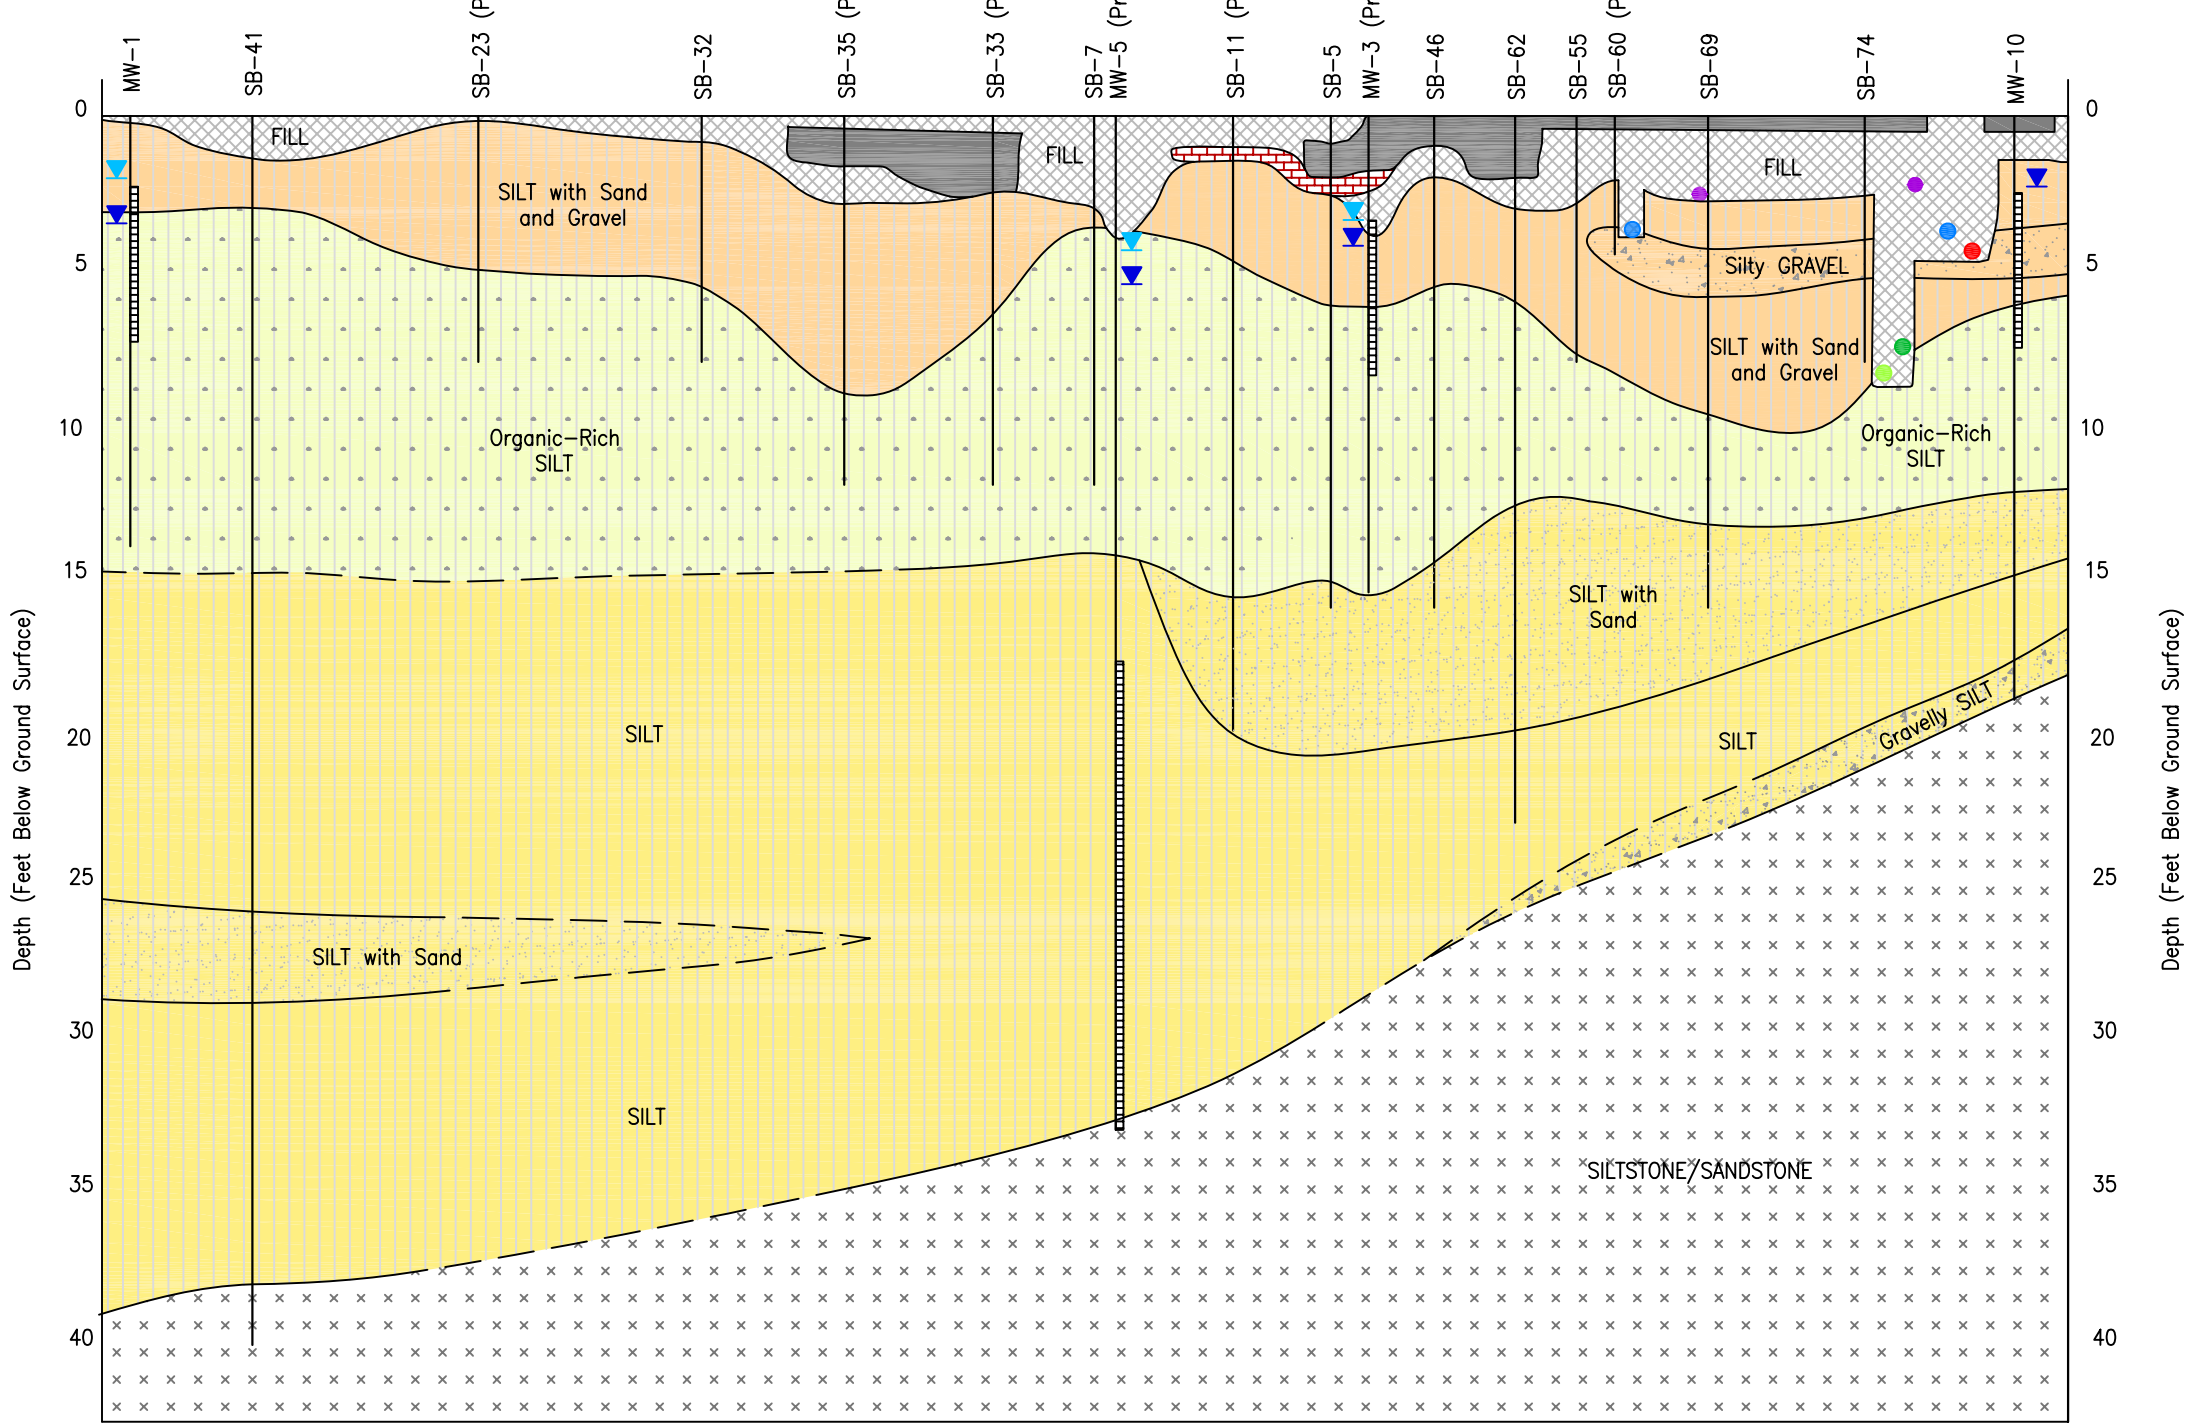 MW-1
SB-41
SB-23 (P
SB-32
SB-35 (P
SB-33 (P
SB-7
MW-5 (Pr
SB-11 (P
SB-5
MW-3 (Pr
SB-46
SB-62
SB-55
SB-60 (P
SB-69
SB-74
MW-10
0
0
FILL
FILL
FILL
SILT with Sand
and Gravel
5
Silty GRAVEL
5
SILT with Sand
and Gravel
10
Organic-Rich
SILT
Organic-Rich
SILT
10
15
15
SILT with
Sand
Depth (Feet Below Ground Surface)
Depth (Feet Below Ground Surface)
20
SILT
SILT
Gravelly SILT
20
25
25
SILT with Sand
30
30
SILT
35
SILTSTONE/SANDSTONE
35
40
40